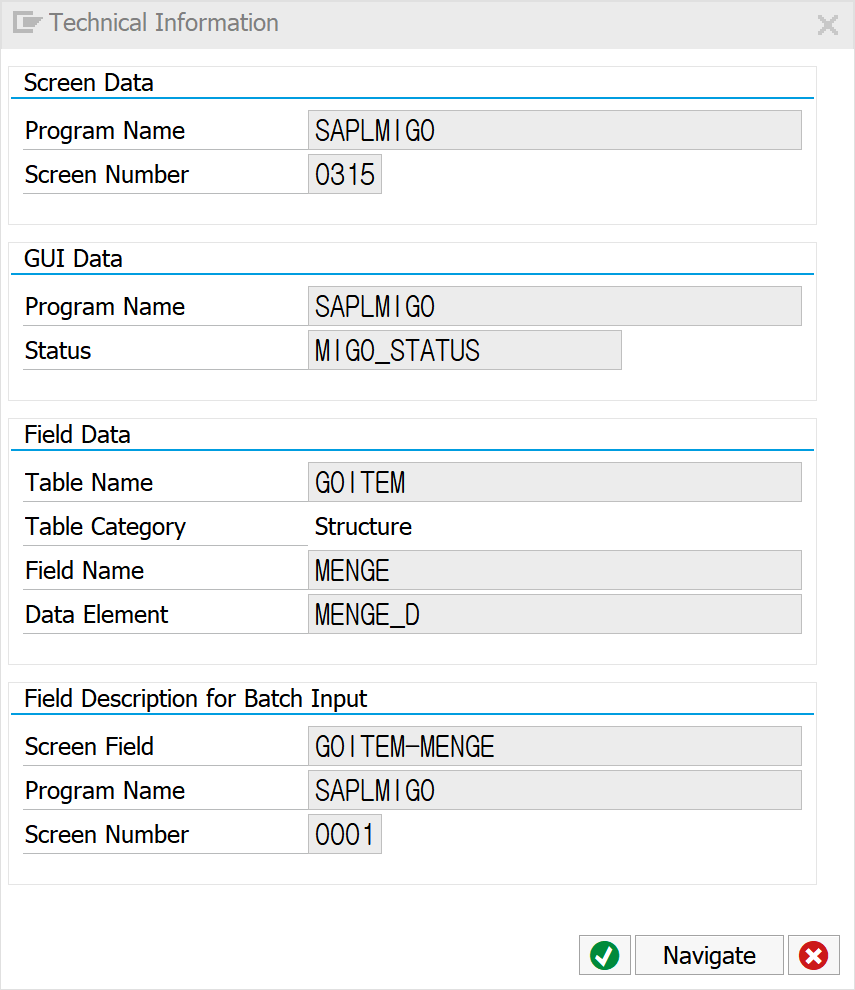 Technical Information
Screen Data
Program Name SAPLMIGO
Screen Number 0315
GUI Data
Program Name SAPLMIGO
Status MIGO_STATUS
Field Data
Table Name GOITEM
Table Category Structure
Field Name MENGE
Data Element MENGE_D
Field Description for Batch Input
Screen Field GOITEM-MENGE
Program Name SAPLMIGO
Screen Number 0001
Navigate